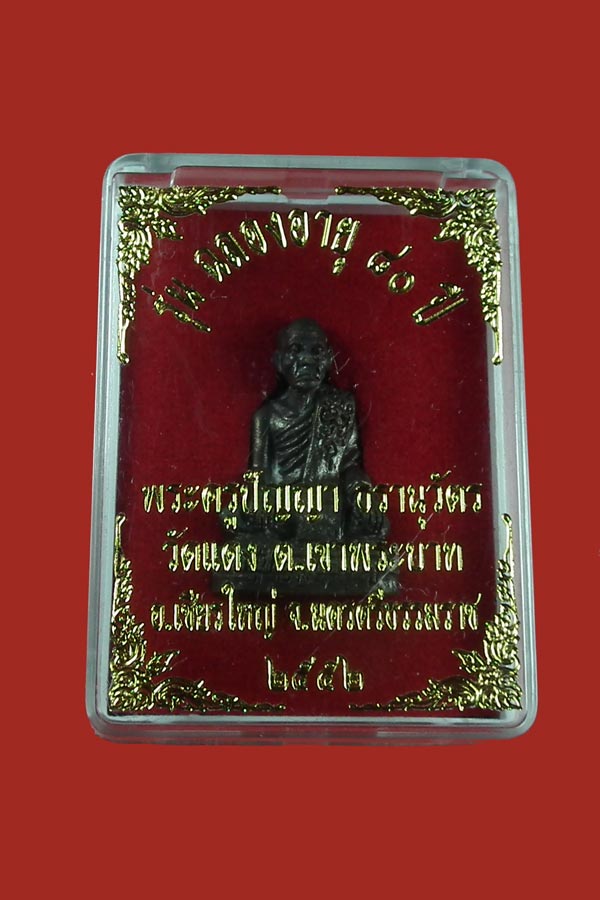 รุ่น ฉลองอายุ ๘๐ ปี
พระครูปัญญา ธรานุวัตร
วัดแดง ต.เขาพระบาท
อ.เชียรใหญ่ จ.นครศรีธรรมราช
๒๕๕๒